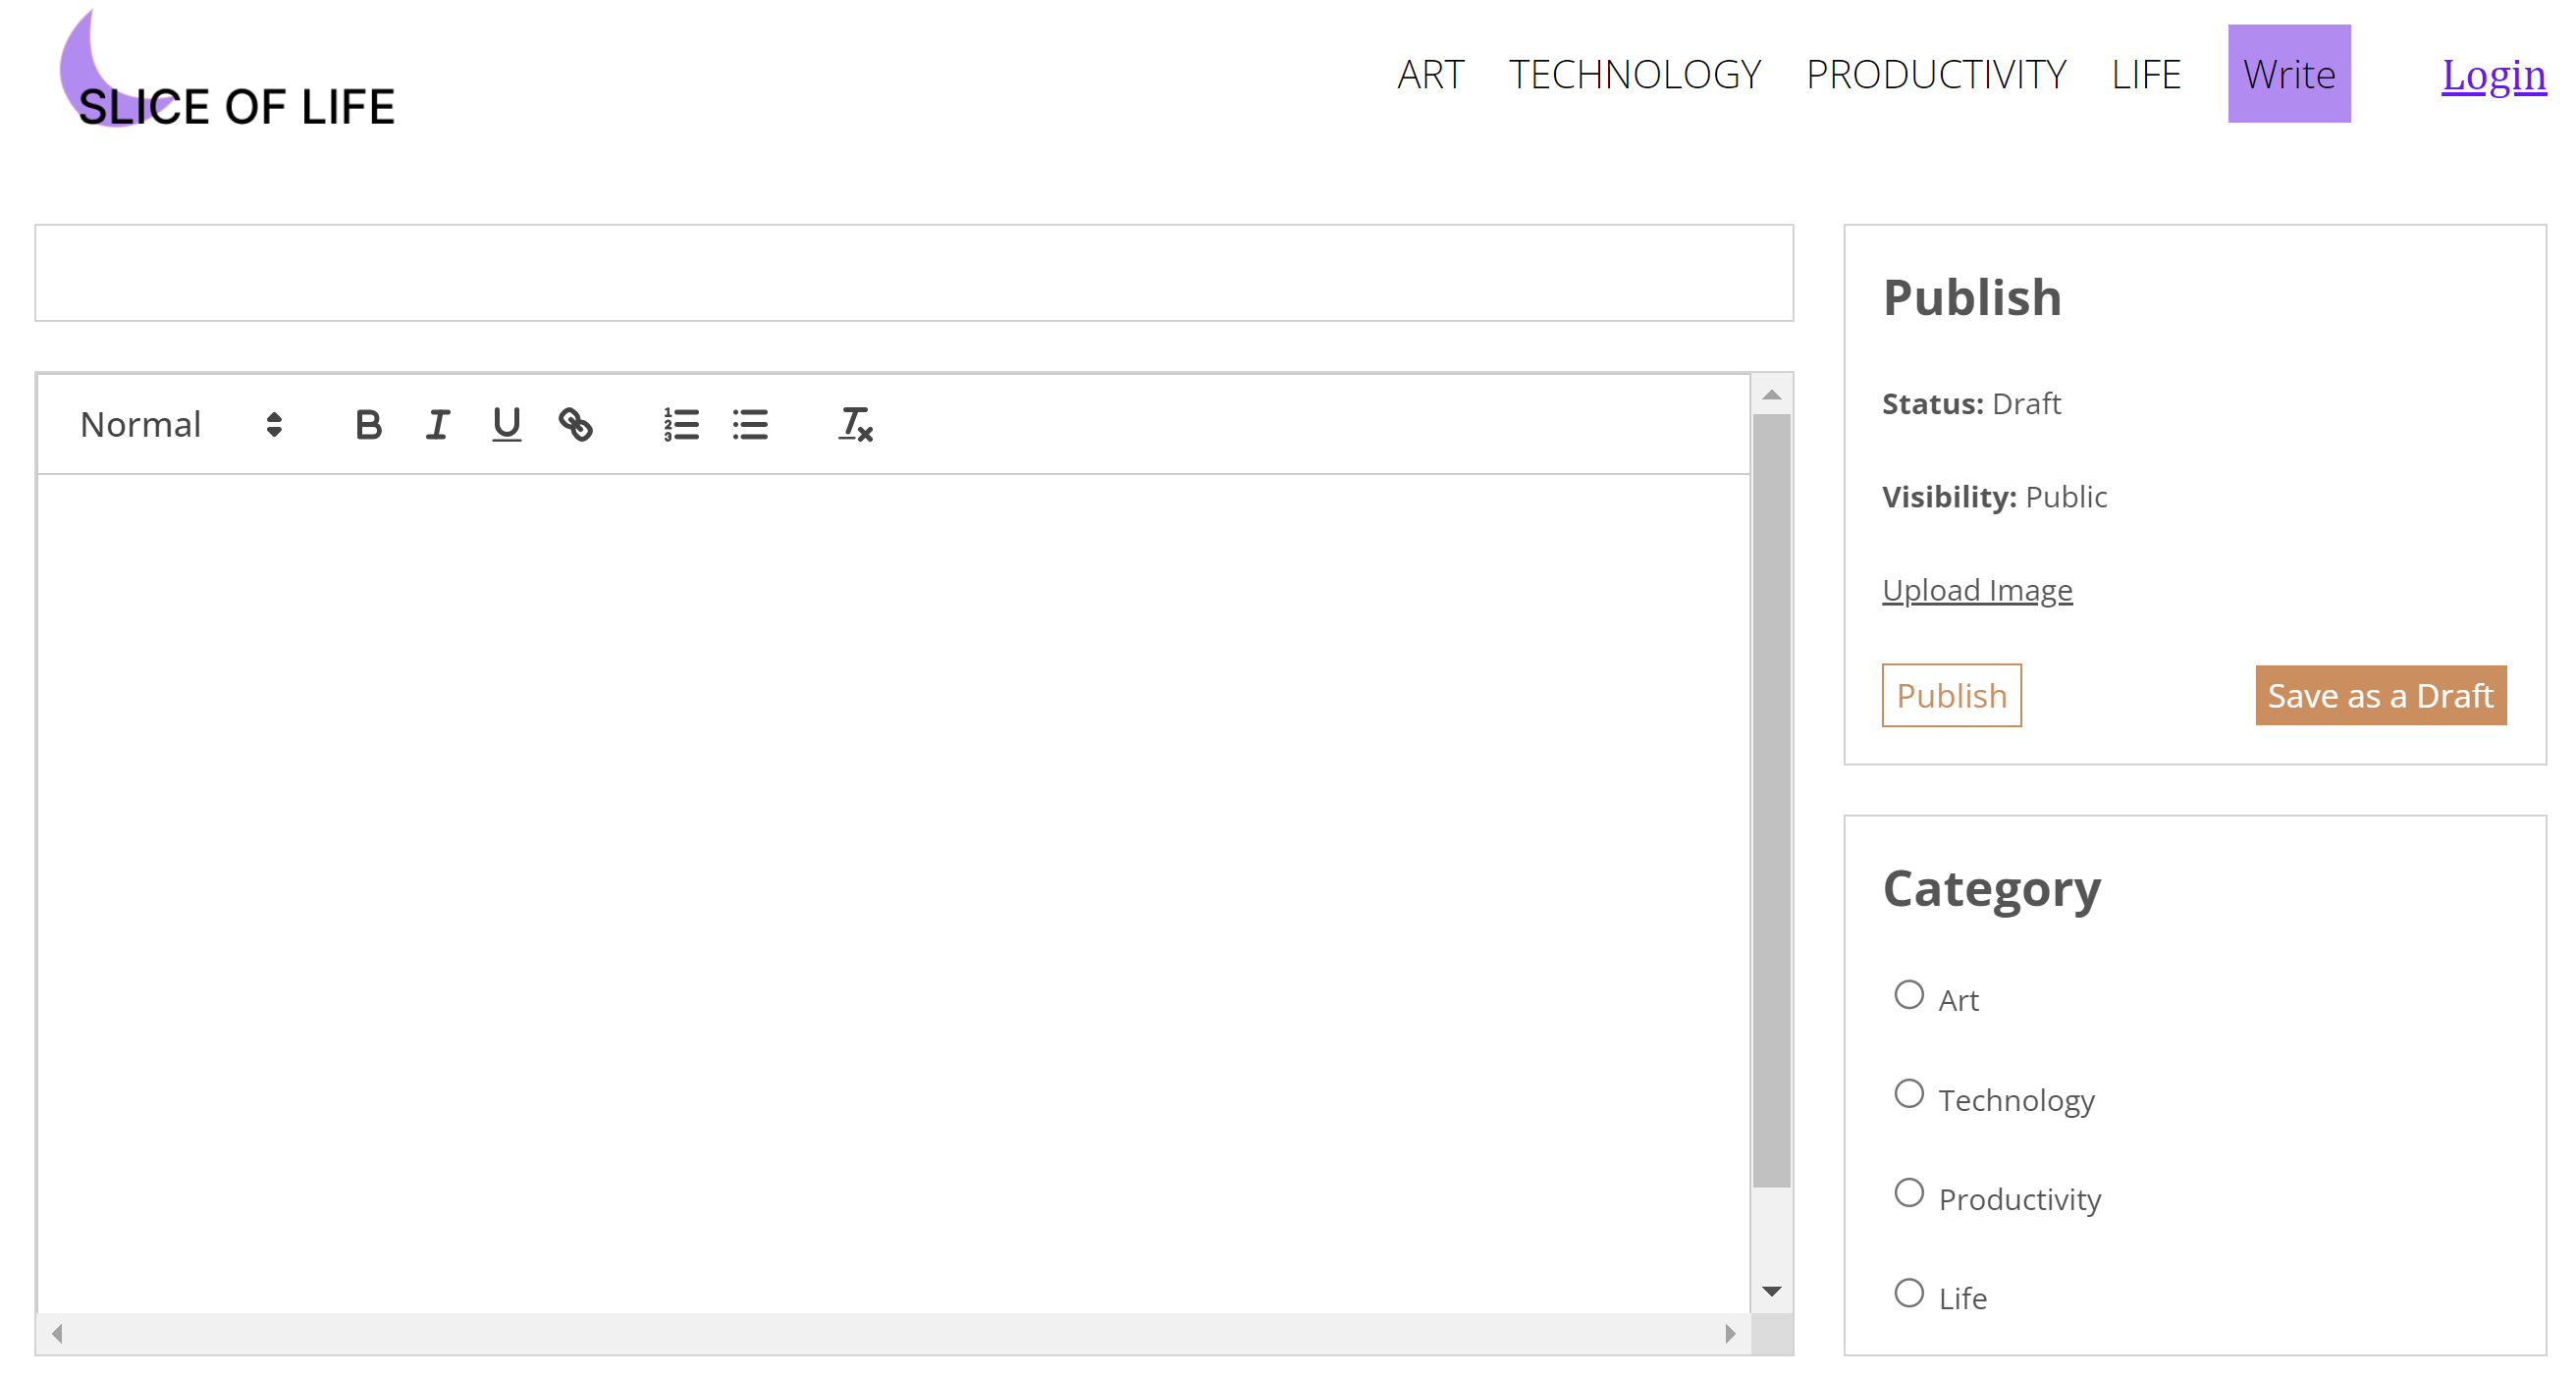 SLICE OF LIFE
ART TECHNOLOGY PRODUCTIVITY LIFE Write Login
Normal
Publish
Status: Draft
Visibility: Public
Upload Image
Publish Save as a Draft
Category
Art
Technology
Productivity
Life